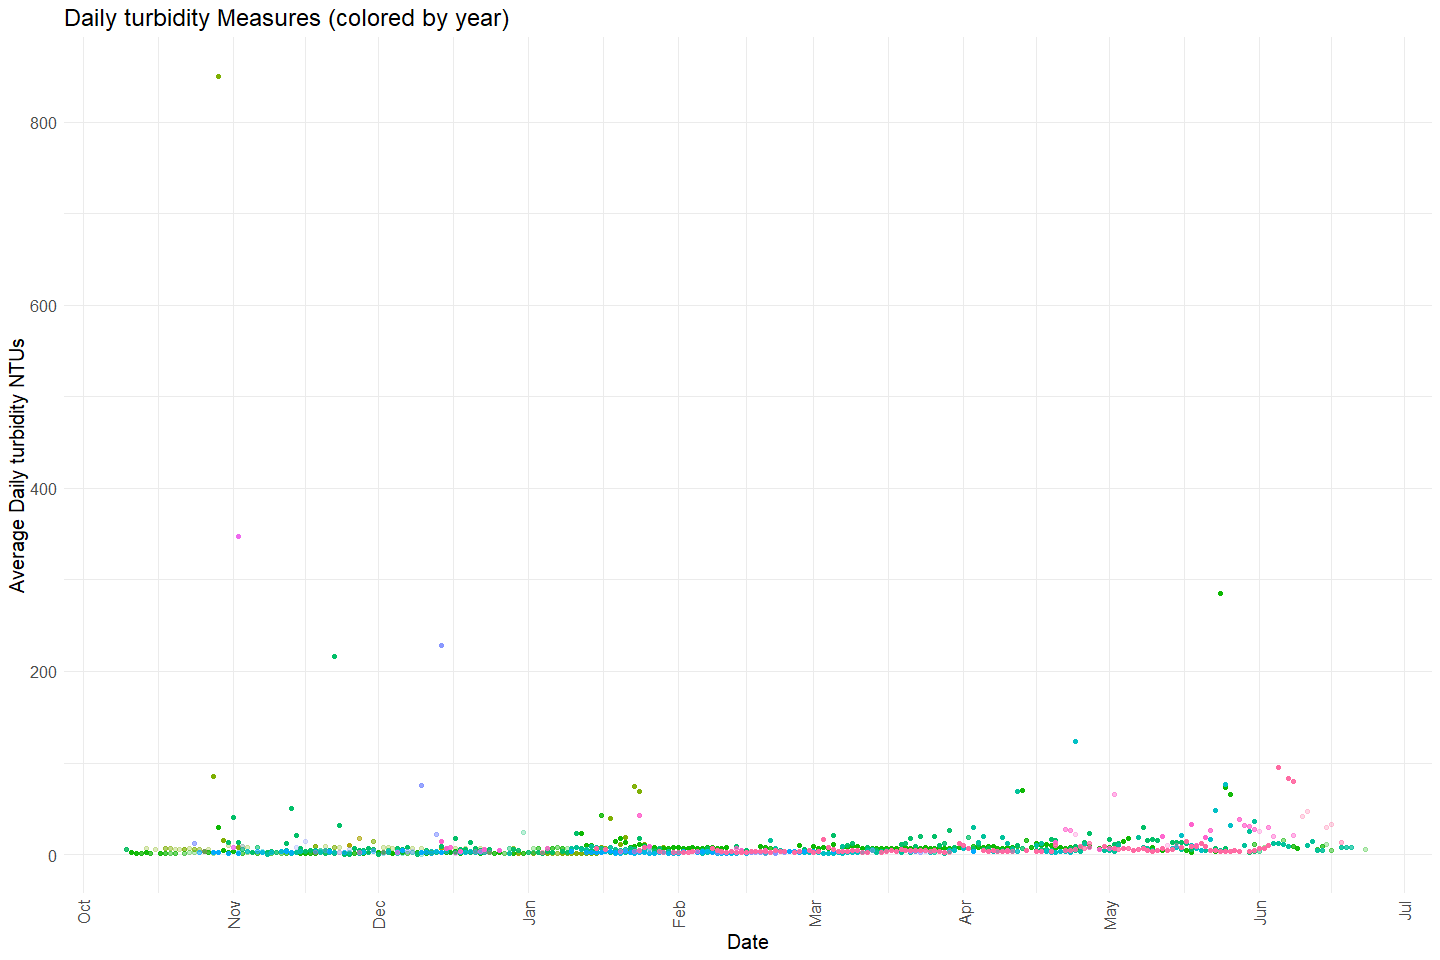 Daily turbidity Measures (colored by year)
Average Daily turbidity NTUs
800
600
400
200
0
Oct
Nov
Dec
Jan
Feb
Mar
Apr
May
Jun
Jul
Date